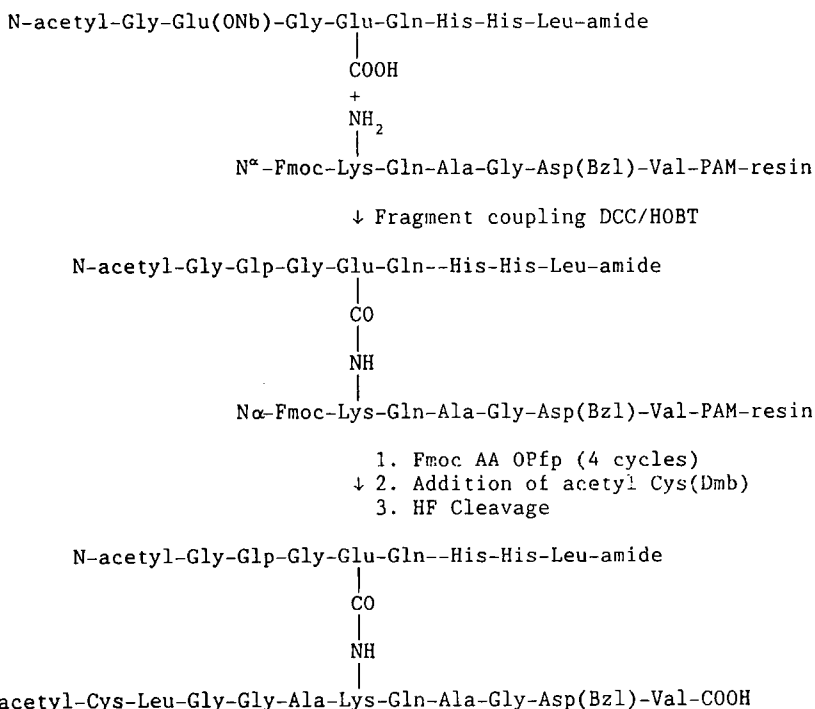 N-acetyl-Gly-Glu(ONb)-Gly-Glu-Gln-His-His-Leu-amide
COOH
+
NH2
Nα-Fmoc-Lys-Gln-Ala-Gly-Asp(Bzl)-Val-PAM-resin
↓ Fragment coupling DCC/HOBT
N-acetyl-Gly-Glp-Gly-Glu-Gln--His-His-Leu-amide
CO
NH
Nα-Fmoc-Lys-Gln-Ala-Gly-Asp(Bzl)-Val-PAM-resin
1. Fmoc AA OPfp (4 cycles)
↓ 2. Addition of acetyl Cys(Dmb)
3. HF Cleavage
N-acetyl-Gly-Glp-Gly-Glu-Gln--His-His-Leu-amide
CO
NH
acetyl-Cys-Leu-Gly-Gly-Ala-Lys-Gln-Ala-Gly-Asp(Bzl)-Val-COOH